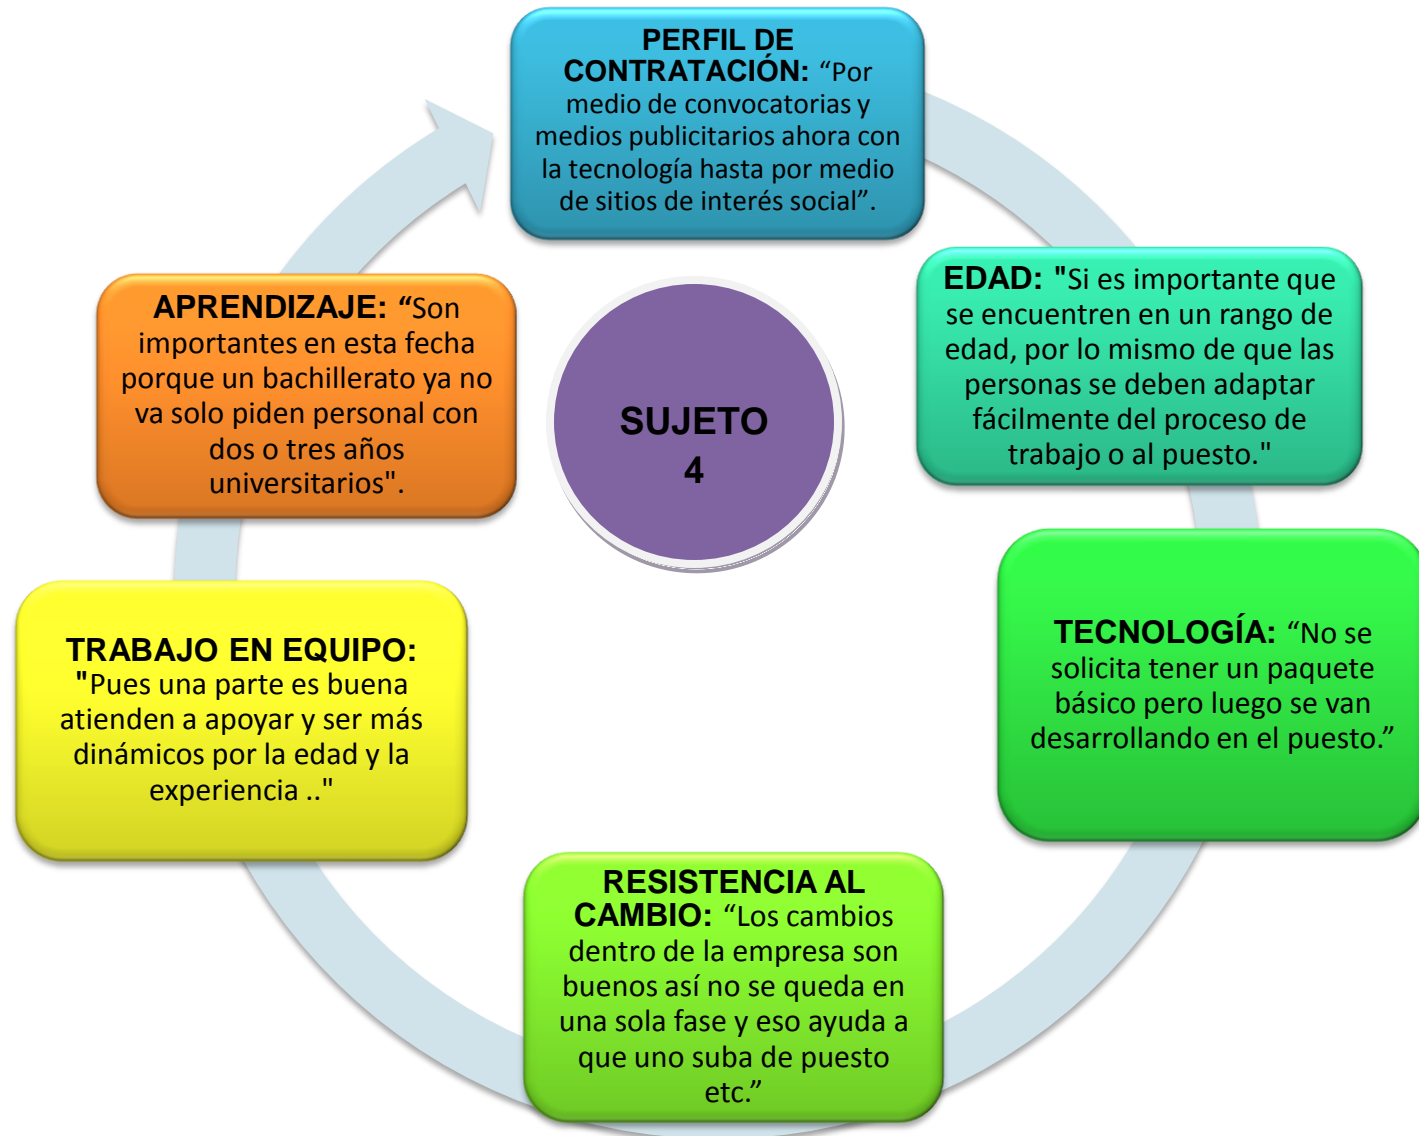 PERFIL DE
CONTRATACIÓN: “Por
medio de convocatorias y
medios publicitarios ahora con
la tecnología hasta por medio
de sitios de interés social”.
EDAD: "Si es importante que
se encuentren en un rango de
edad, por lo mismo de que las
personas se deben adaptar
fácilmente del proceso de
trabajo o al puesto."
TECNOLOGÍA: “No se
solicita tener un paquete
básico pero luego se van
desarrollando en el puesto.”
RESISTENCIA AL
CAMBIO: “Los cambios
dentro de la empresa son
buenos así no se queda en
una sola fase y eso ayuda a
que uno suba de puesto
etc.”
TRABAJO EN EQUIPO:
"Pues una parte es buena
atienden a apoyar y ser más
dinámicos por la edad y la
experiencia .."
APRENDIZAJE: “Son
importantes en esta fecha
porque un bachillerato ya no
va solo piden personal con
dos o tres años
universitarios".
SUJETO
4